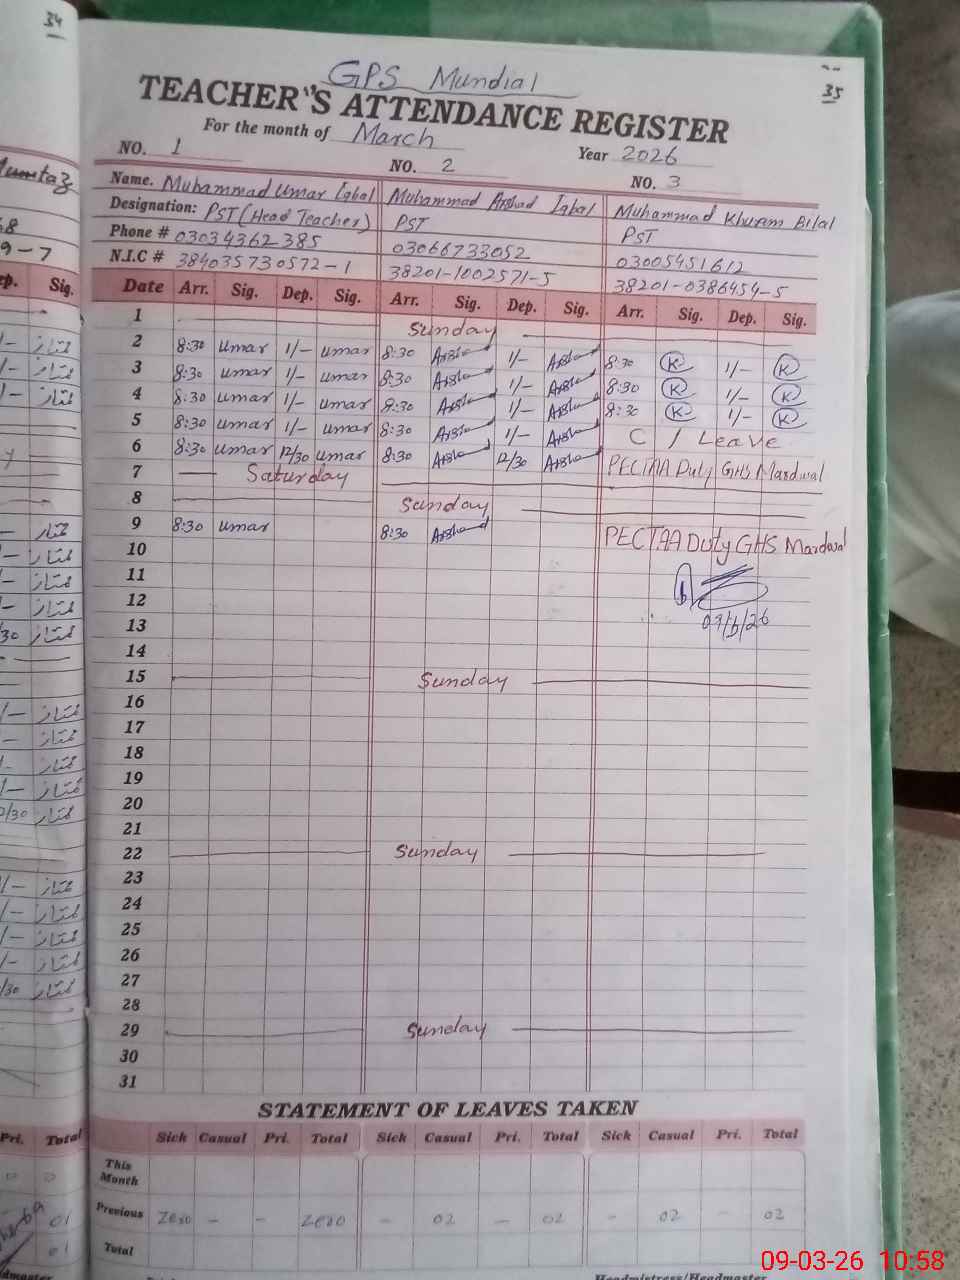 34
35
GPS Mundial
TEACHER'S ATTENDANCE REGISTER
For the month of March
Year 2026
NO. 1 NO. 2 NO. 3
Name. Muhammad Umar Iqbal Muhammad Arshad Iqbal Muhammad Khuram Bilal
Designation: PST (Head Teacher) PST PST
Phone # 03034362385 03066733052 03005451612
N.I.C # 384035730572-1 38201-1002571-5 38201-0386454-5
Date Arr. Sig. Dep. Sig. Arr. Sig. Dep. Sig. Arr. Sig. Dep. Sig.
1 Sunday
2 8:30 Umar 1/- Umar 8:30 Arshad 1/- Arshad 8:30 K 1/- K
3 8:30 Umar 1/- Umar 8:30 Arshad 1/- Arshad 8:30 K 1/- K
4 8:30 Umar 1/- Umar 8:30 Arshad 1/- Arshad 8:30 K 1/- K
5 8:30 Umar 1/- Umar 8:30 Arshad 1/- Arshad C / Leave
6 8:30 Umar 12/30 Umar 8:30 Arshad 12/30 Arshad PECTAA Duty GHS Mardwal
7 Saturday
8 Sunday
9 8:30 Umar 8:30 Arshad PECTAA Duty GHS Mardwal
10
11
12
13
14
15 Sunday
16
17
18
19
20
21
22 Sunday
23
24
25
26
27
28
29 Sunday
30
31
STATEMENT OF LEAVES TAKEN
Sick Casual Pri. Total Sick Casual Pri. Total Sick Casual Pri. Total
This Month
Previous Zero - - Zero - 02 - 02 - 02 - 02
Total
Headmistress/Headmaster
09-03-26 10:58